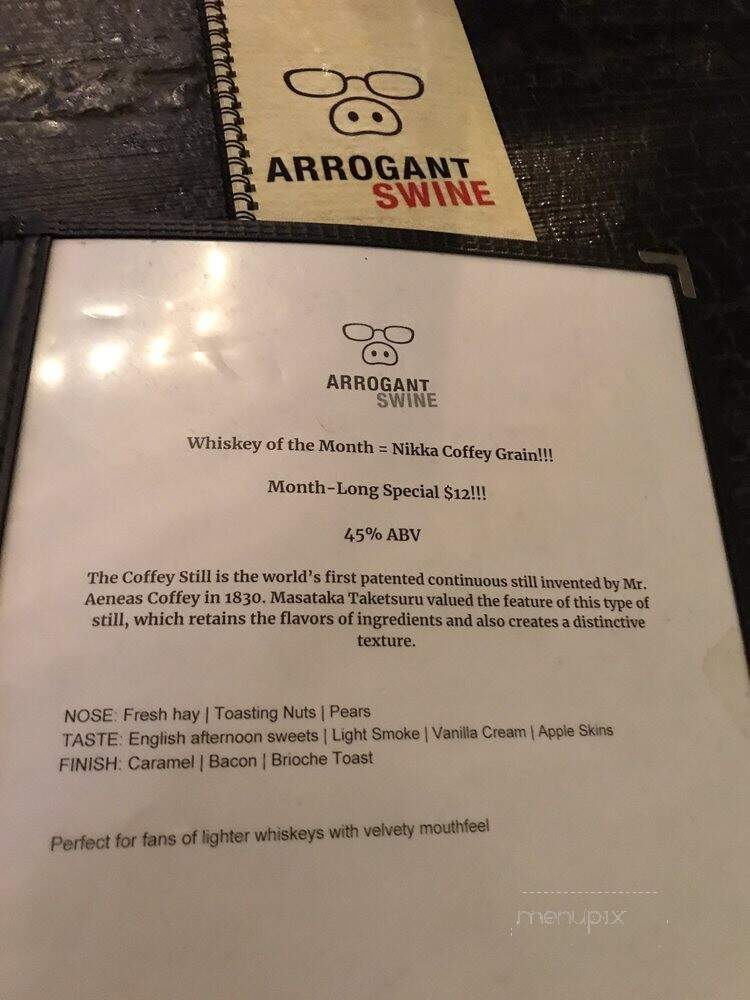 ARROGANT
SWINE
ARROGANT
SWINE
Whiskey of the Month = Nikka Coffey Grain!!!
Month-Long Special $12!!!
45% ABV
The Coffey Still is the world's first patented continuous still invented by Mr.
Aeneas Coffey in 1830. Masataka Taketsuru valued the feature of this type of
still, which retains the flavors of ingredients and also creates a distinctive
texture.
NOSE: Fresh hay | Toasting Nuts | Pears
TASTE: English afternoon sweets | Light Smoke | Vanilla Cream | Apple Skins
FINISH: Caramel | Bacon | Brioche Toast
Perfect for fans of lighter whiskeys with velvety mouthfeel
menupix